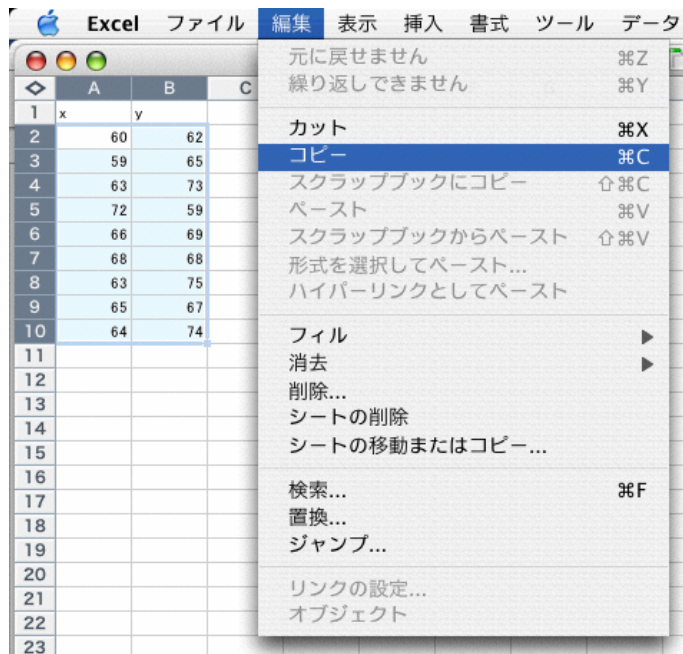 Excel ファイル 編集 表示 挿入 書式 ツール データ
元に戻せません ⌘Z
繰り返しできません ⌘Y
カット ⌘X
コピー ⌘C
スクラップブックにコピー ⇧⌘C
ペースト ⌘V
スクラップブックからペースト ⇧⌘V
形式を選択してペースト...
ハイパーリンクとしてペースト
フィル
消去
削除...
シートの削除
シートの移動またはコピー...
検索... ⌘F
置換...
ジャンプ...
リンクの設定...
オブジェクト
A B C
1 x y
2 60 62
3 59 65
4 63 73
5 72 59
6 66 69
7 68 68
8 63 75
9 65 67
10 64 74
11
12
13
14
15
16
17
18
19
20
21
22
23